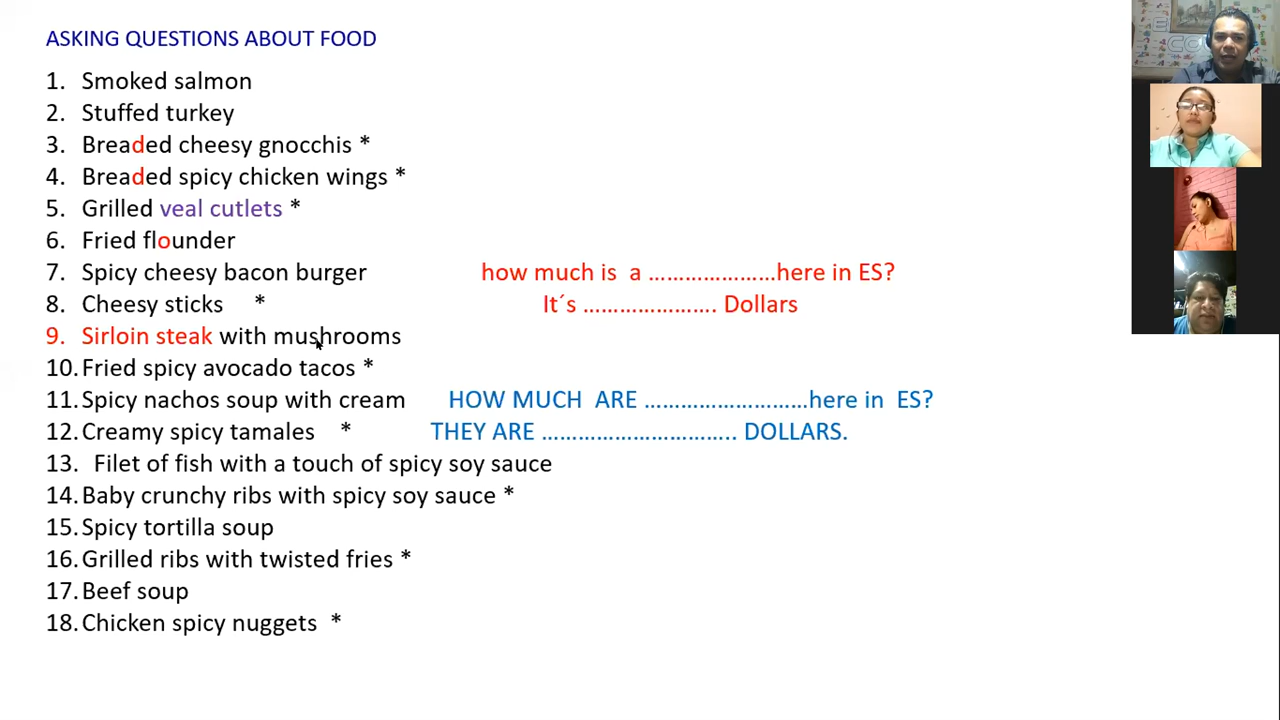 ASKING QUESTIONS ABOUT FOOD
1. Smoked salmon
2. Stuffed turkey
3. Breaded cheesy gnocchis *
4. Breaded spicy chicken wings *
5. Grilled veal cutlets *
6. Fried flounder
7. Spicy cheesy bacon burger
how much is a …………………here in ES?
8. Cheesy sticks *
It´s …………………. Dollars
9. Sirloin steak with mushrooms
10. Fried spicy avocado tacos *
11. Spicy nachos soup with cream
HOW MUCH ARE ………………………here in ES?
12. Creamy spicy tamales *
THEY ARE ………………………….. DOLLARS.
13. Filet of fish with a touch of spicy soy sauce
14. Baby crunchy ribs with spicy soy sauce *
15. Spicy tortilla soup
16. Grilled ribs with twisted fries *
17. Beef soup
18. Chicken spicy nuggets *